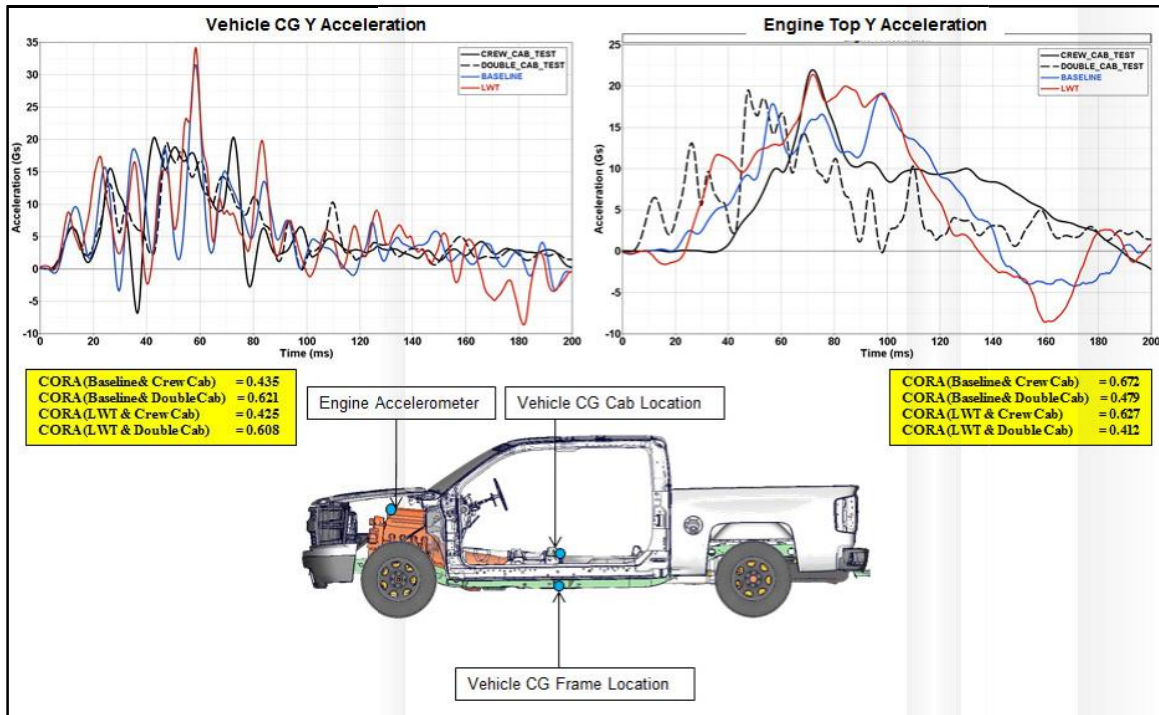 Vehicle CG Y Acceleration
35
30
25
20
15
10
5
0
-5
-10
Acceleration (Gs)
CREW_CAB_TEST
DOUBLE_CAB_TEST
BASELINE
LWT
0
20
40
60
80
100
120
140
160
180
200
Time (ms)
Engine Top Y Acceleration
25
20
15
10
5
0
-5
-10
Acceleration (Gs)
CREW_CAB_TEST
DOUBLE_CAB_TEST
BASELINE
LWT
0
20
40
60
80
100
120
140
160
180
200
Time (ms)
CORA (Baseline & Crew Cab) = 0.435
CORA (Baseline & Double Cab) = 0.621
CORA (LWT & Crew Cab) = 0.425
CORA (LWT & Double Cab) = 0.608
CORA (Baseline & Crew Cab) = 0.672
CORA (Baseline & Double Cab) = 0.479
CORA (LWT & Crew Cab) = 0.627
CORA (LWT & Double Cab) = 0.412
Engine Accelerometer
Vehicle CG Cab Location
Vehicle CG Frame Location